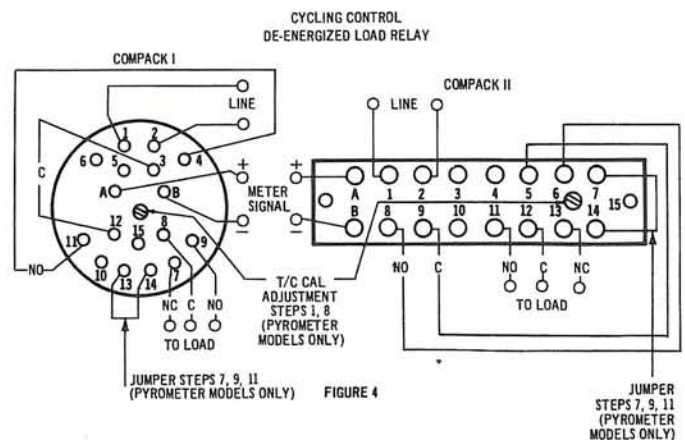 CYCLING CONTROL
DE-ENERGIZED LOAD RELAY
COMPACK I
COMPACK II
LINE
LINE
1
2
6
5
3
4
C
A
B
+
-
METER
SIGNAL
+
-
12
15
8
11
9
10
13
14
7
NO
NC
C
NO
TO LOAD
T/C CAL
ADJUSTMENT
STEPS 1, 8
(PYROMETER
MODELS ONLY)
JUMPER STEPS 7, 9, 11
(PYROMETER MODELS ONLY)
FIGURE 4
A
1
2
3
4
5
6
7
15
B
8
9
10
11
12
13
14
NO
C
NO
C
NC
TO LOAD
JUMPER
STEPS 7, 9, 11
(PYROMETER
MODELS ONLY)